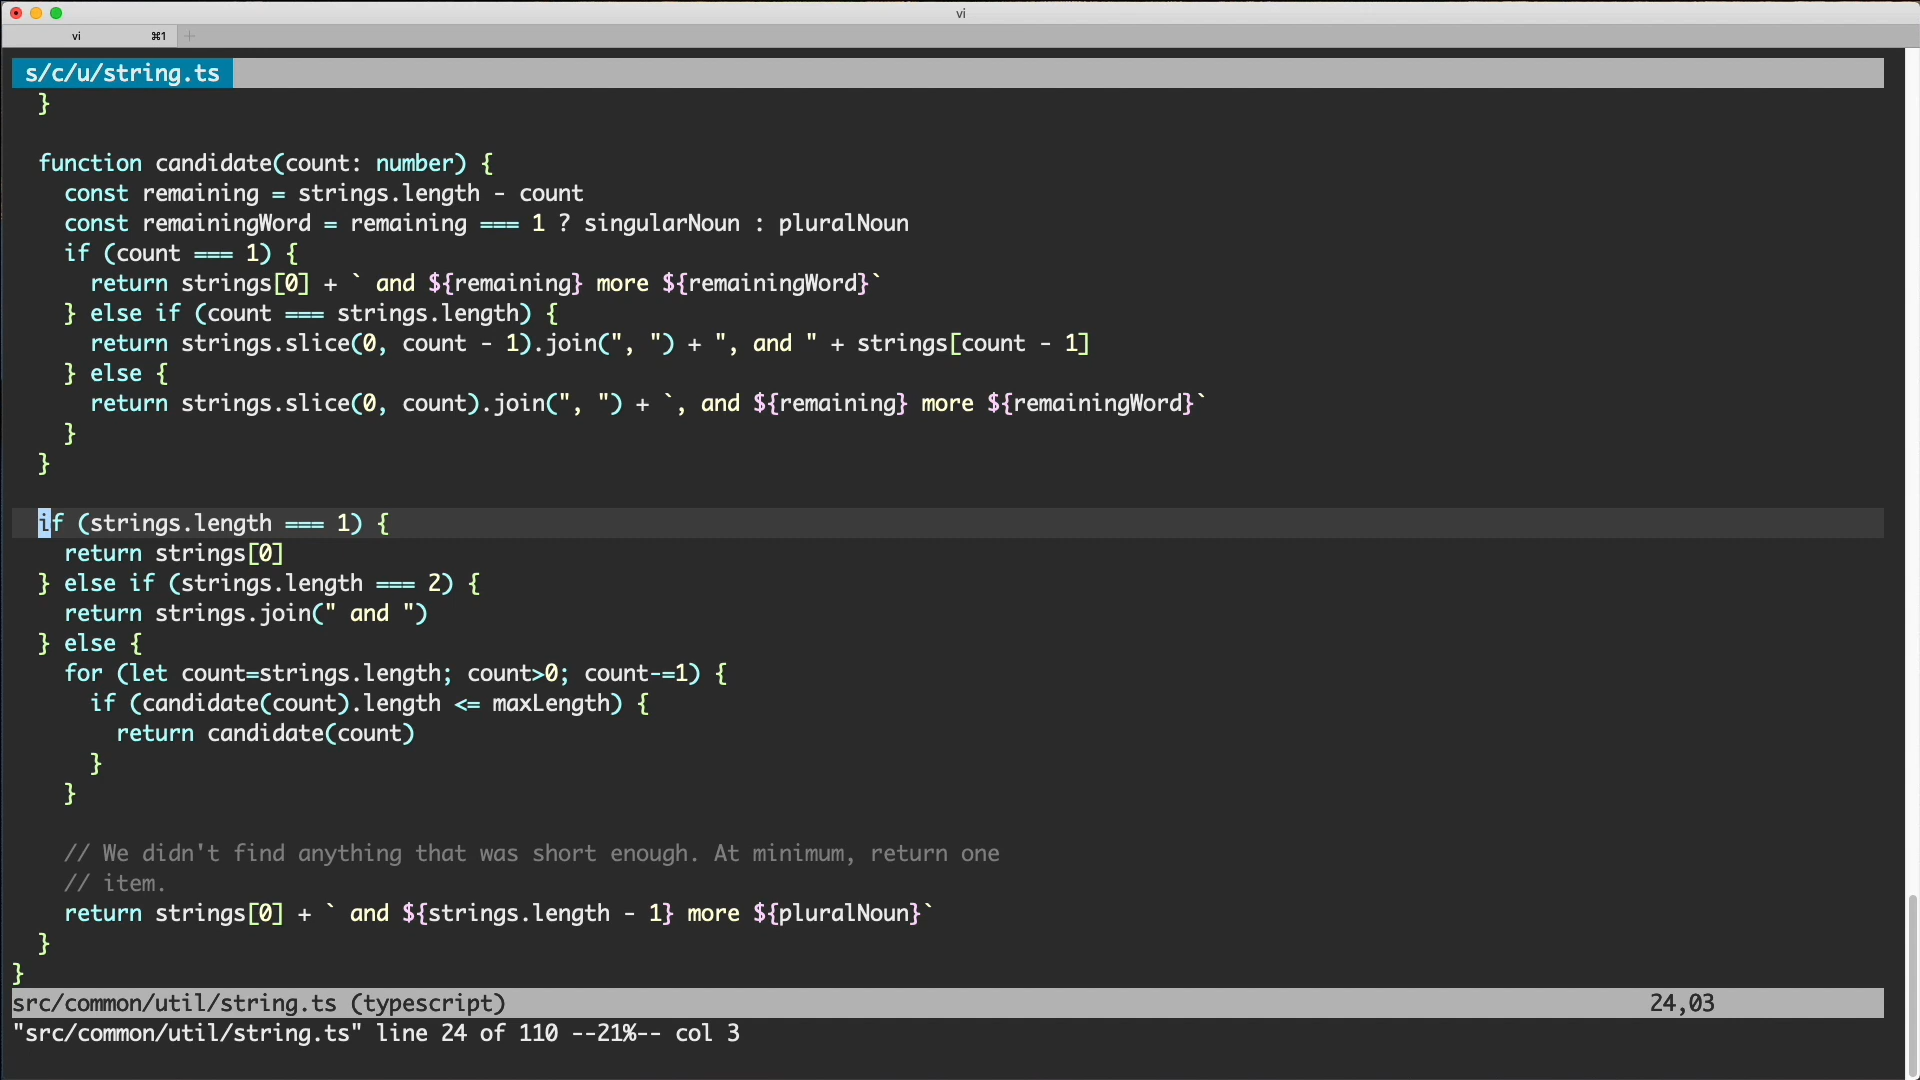 vi
vi ⌘1 +
s/c/u/string.ts
  }

  function candidate(count: number) {
    const remaining = strings.length - count
    const remainingWord = remaining === 1 ? singularNoun : pluralNoun
    if (count === 1) {
      return strings[0] + ` and ${remaining} more ${remainingWord}`
    } else if (count === strings.length) {
      return strings.slice(0, count - 1).join(", ") + ", and " + strings[count - 1]
    } else {
      return strings.slice(0, count).join(", ") + `, and ${remaining} more ${remainingWord}`
    }
  }

  if (strings.length === 1) {
    return strings[0]
  } else if (strings.length === 2) {
    return strings.join(" and ")
  } else {
    for (let count=strings.length; count>0; count-=1) {
      if (candidate(count).length <= maxLength) {
        return candidate(count)
      }
    }

    // We didn't find anything that was short enough. At minimum, return one
    // item.
    return strings[0] + ` and ${strings.length - 1} more ${pluralNoun}`
  }
}
src/common/util/string.ts (typescript) 24,03
"src/common/util/string.ts" line 24 of 110 --21%-- col 3